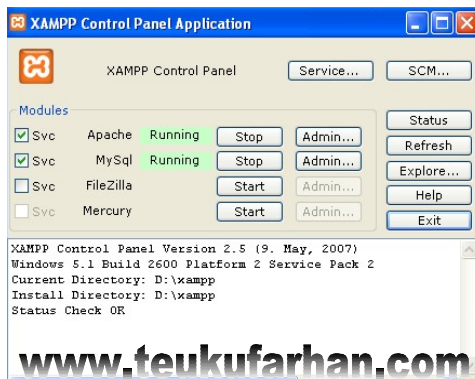 XAMPP Control Panel Application
XAMPP Control Panel
Service...
SCM...
Modules
Svc Apache Running Stop Admin...
Svc MySql Running Stop Admin...
Svc FileZilla Start Admin...
Svc Mercury Start Admin...
Status
Refresh
Explore...
Help
Exit
XAMPP Control Panel Version 2.5 (9. May, 2007)
Windows 5.1 Build 2600 Platform 2 Service Pack 2
Current Directory: D:\xampp
Install Directory: D:\xampp
Status Check OK
www.teukufarhan.com